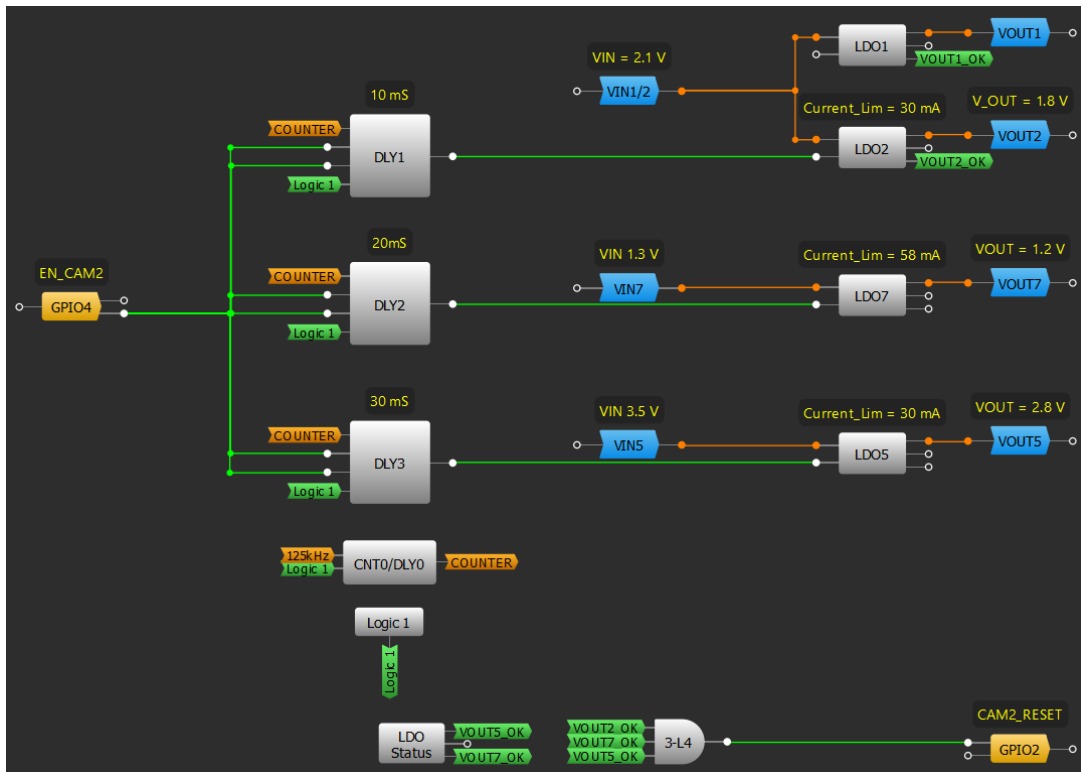 VIN = 2.1 V
VIN1/2
LDO1
VOUT1
VOUT1_OK
10 mS
COUNTER
DLY1
Logic 1
Current_Lim = 30 mA
V_OUT = 1.8 V
LDO2
VOUT2
VOUT2_OK
EN_CAM2
GPIO4
20mS
COUNTER
DLY2
Logic 1
VIN 1.3 V
VIN7
Current_Lim = 58 mA
LDO7
VOUT = 1.2 V
VOUT7
30 mS
COUNTER
DLY3
Logic 1
VIN 3.5 V
VIN5
Current_Lim = 30 mA
LDO5
VOUT = 2.8 V
VOUT5
125kHz
Logic 1
CNT0/DLY0
COUNTER
Logic 1
Logic 1
LDO
Status
VOUT5_OK
VOUT7_OK
VOUT2_OK
VOUT7_OK
VOUT5_OK
3-L4
CAM2_RESET
GPIO2